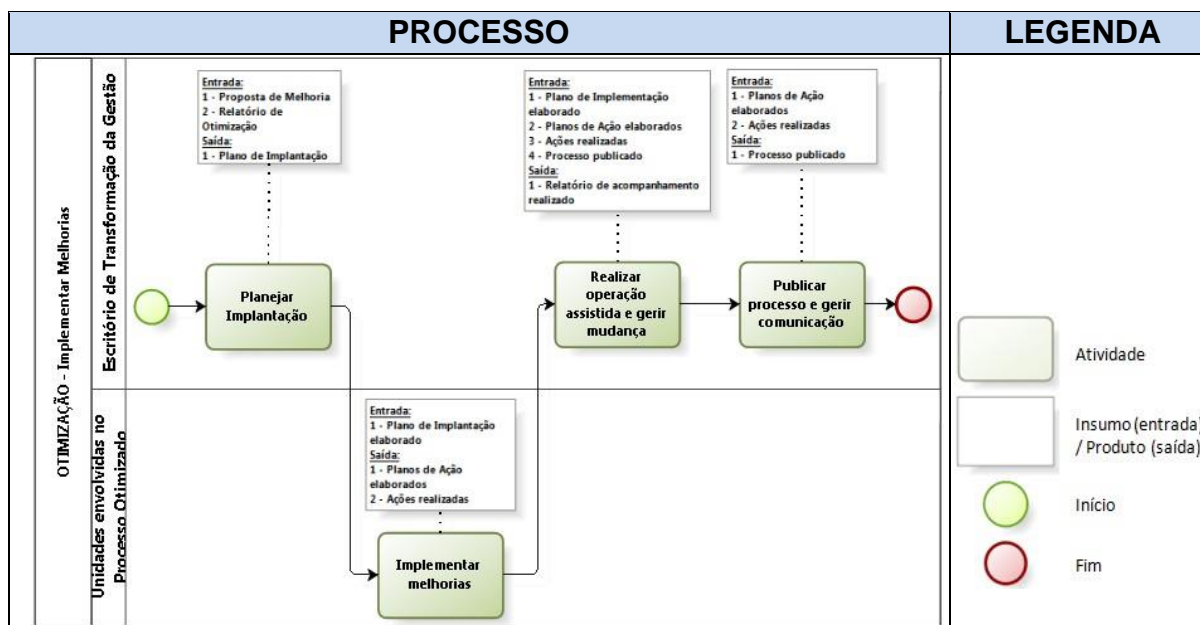 PROCESSO
LEGENDA
OTIMIZAÇÃO - Implementar Melhorias
Escritório de Transformação da Gestão
Entrada:
1 - Proposta de Melhoria
2 - Relatório de
Otimização
Saída:
1 - Plano de Implantação
Entrada:
1 - Plano de Implementação
elaborado
2 - Planos de Ação elaborados
3 - Ações realizadas
4 - Processo publicado
Saída:
1 - Relatório de acompanhamento
realizado
Entrada:
1 - Planos de Ação
elaborados
2 - Ações realizadas
Saída:
1 - Processo publicado
Planejar
Implantação
Realizar
operação
assistida e gerir
mudança
Publicar
processo e gerir
comunicação
Unidades envolvidas no
Processo Otimizado
Entrada:
1 - Plano de Implantação
elaborado
Saída:
1 - Planos de Ação
elaborados
2 - Ações realizadas
Implementar
melhorias
Atividade
Insumo (entrada)
/ Produto (saída)
Início
Fim